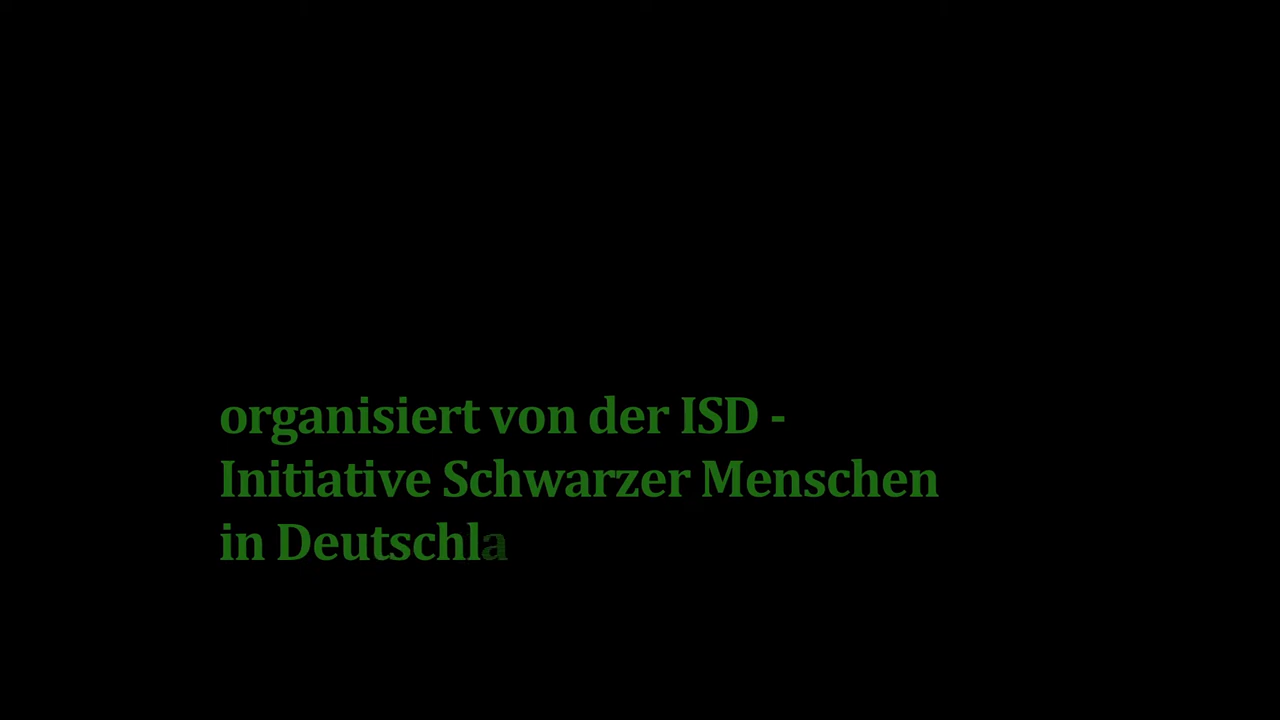 organisiert von der ISD -
Initiative Schwarzer Menschen
in Deutschla